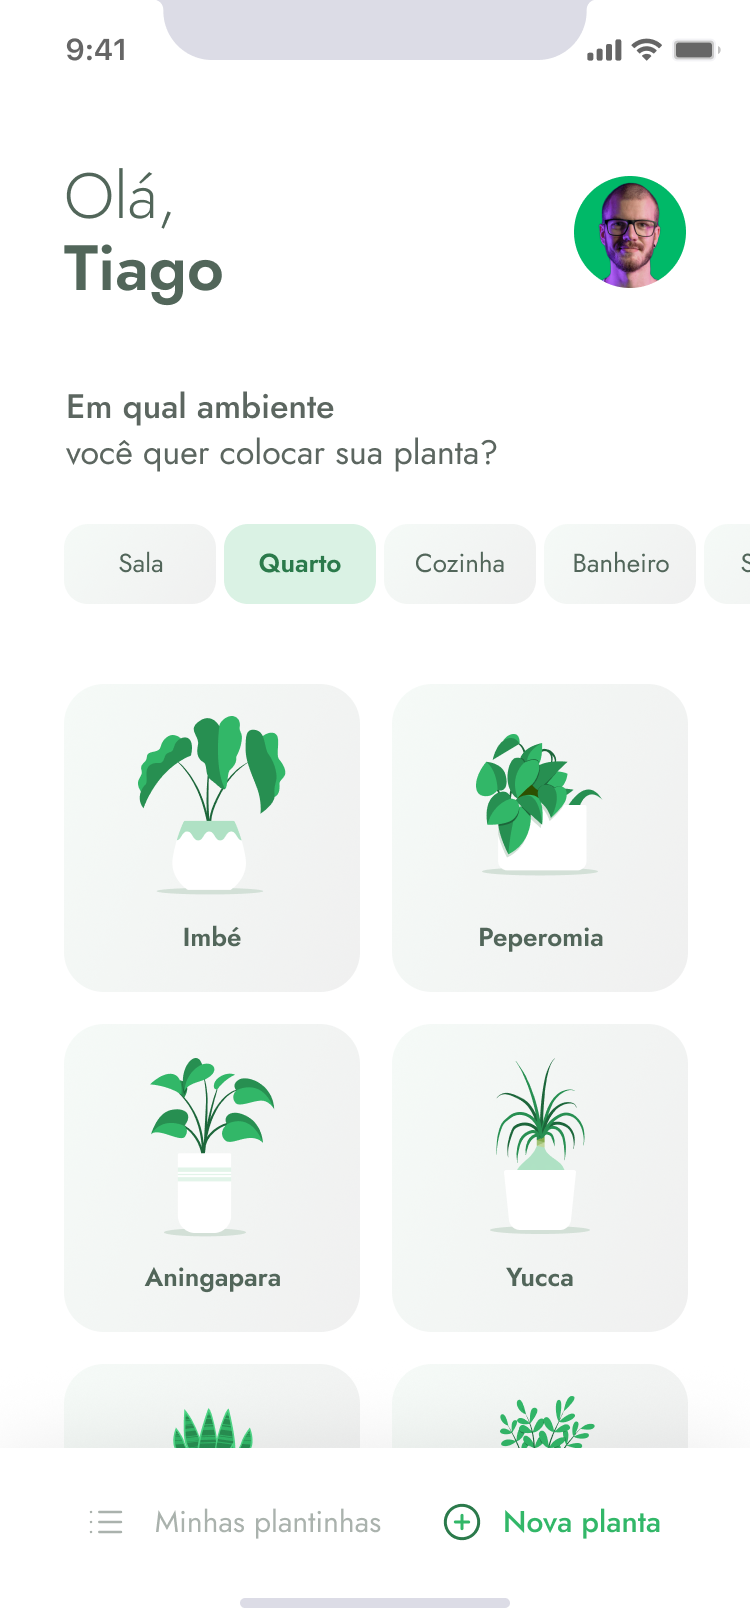 9:41
Olá,
Tiago
Em qual ambiente
você quer colocar sua planta?
Sala
Quarto
Cozinha
Banheiro
S
Imbé
Peperomia
Aningapara
Yucca
Minhas plantinhas
Nova planta